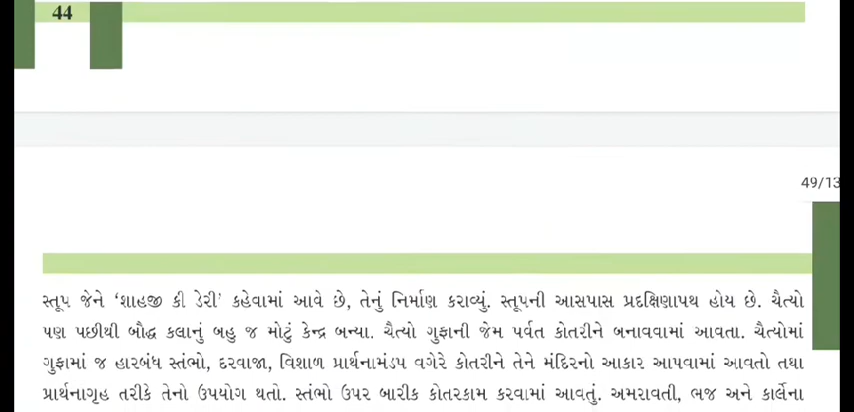 44
49/13
સ્તૂપ જેને ‘શાહજી કી ડેરી’ કહેવામાં આવે છે, તેનું નિર્માણ કરાવ્યું. સ્તૂપની આસપાસ પ્રદક્ષિણાપથ હોય છે. ચૈત્યો
પણ પછીથી બૌદ્ધ કલાનું બહુ જ મોટું કેન્દ્ર બન્યા. ચૈત્યો ગુફાની જેમ પર્વત કોતરીને બનાવવામાં આવતા. ચૈત્યોમાં
ગુફામાં જ હારબંધ સ્તંભો, દરવાજા, વિશાળ પ્રાર્થનામંડપ વગેરે કોતરીને તેને મંદિરનો આકાર આપવામાં આવતો તથા
પ્રાર્થનાગૃહ તરીકે તેનો ઉપયોગ થતો. સ્તંભો ઉપર બારીક કોતરકામ કરવામાં આવતું. અમરાવતી, ભજ અને કાર્લેના